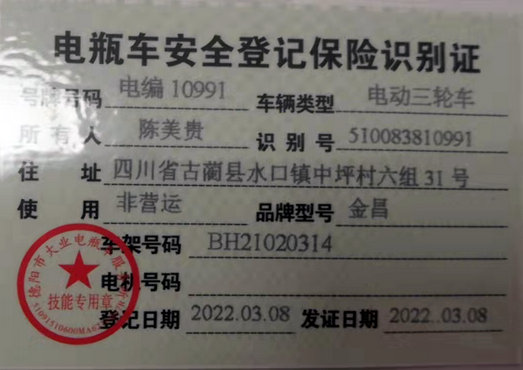 电瓶车安全登记保险识别证
号牌号码 电编10991 车辆类型 电动三轮车
所有人 陈美贵 识别号 510083810991
住址 四川省古蔺县水口镇中坪村六组31号
使用 非营运 品牌型号 金昌
车架号码 BH21020314
电机号码
登记日期 2022.03.08 发证日期 2022.03.08
技能专用章